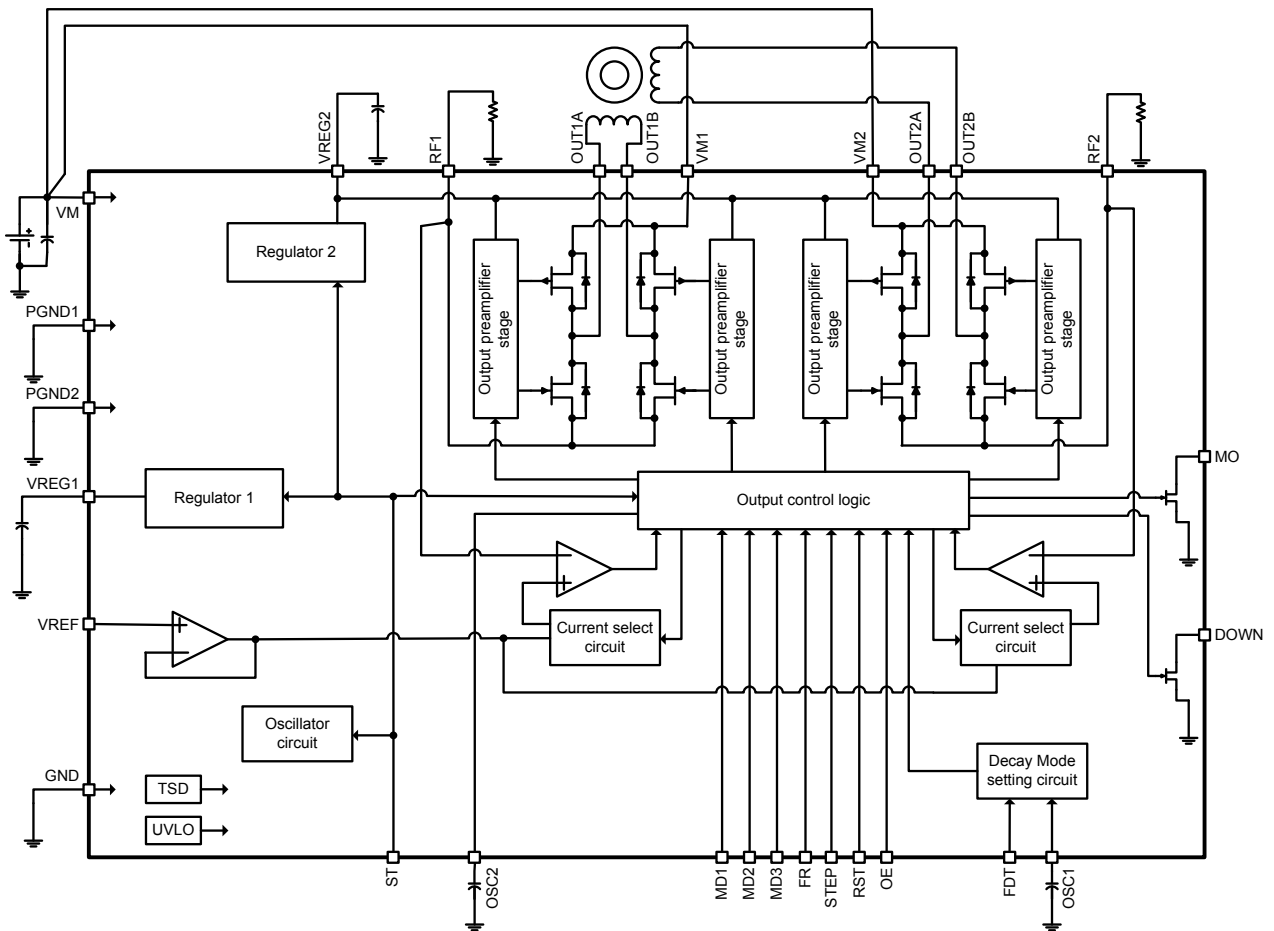 VREG2
RF1
OUT1A
OUT1B
VM1
VM2
OUT2A
OUT2B
RF2
VM
+
-
Regulator 2
Output preamplifier
stage
Output preamplifier
stage
Output preamplifier
stage
Output preamplifier
stage
PGND1
PGND2
VREG1
Regulator 1
Output control logic
MO
VREF
Current select
circuit
Current select
circuit
DOWN
Oscillator
circuit
Decay Mode
setting circuit
GND
TSD
UVLO
ST
OSC2
MD1
MD2
MD3
FR
STEP
RST
OE
FDT
OSC1